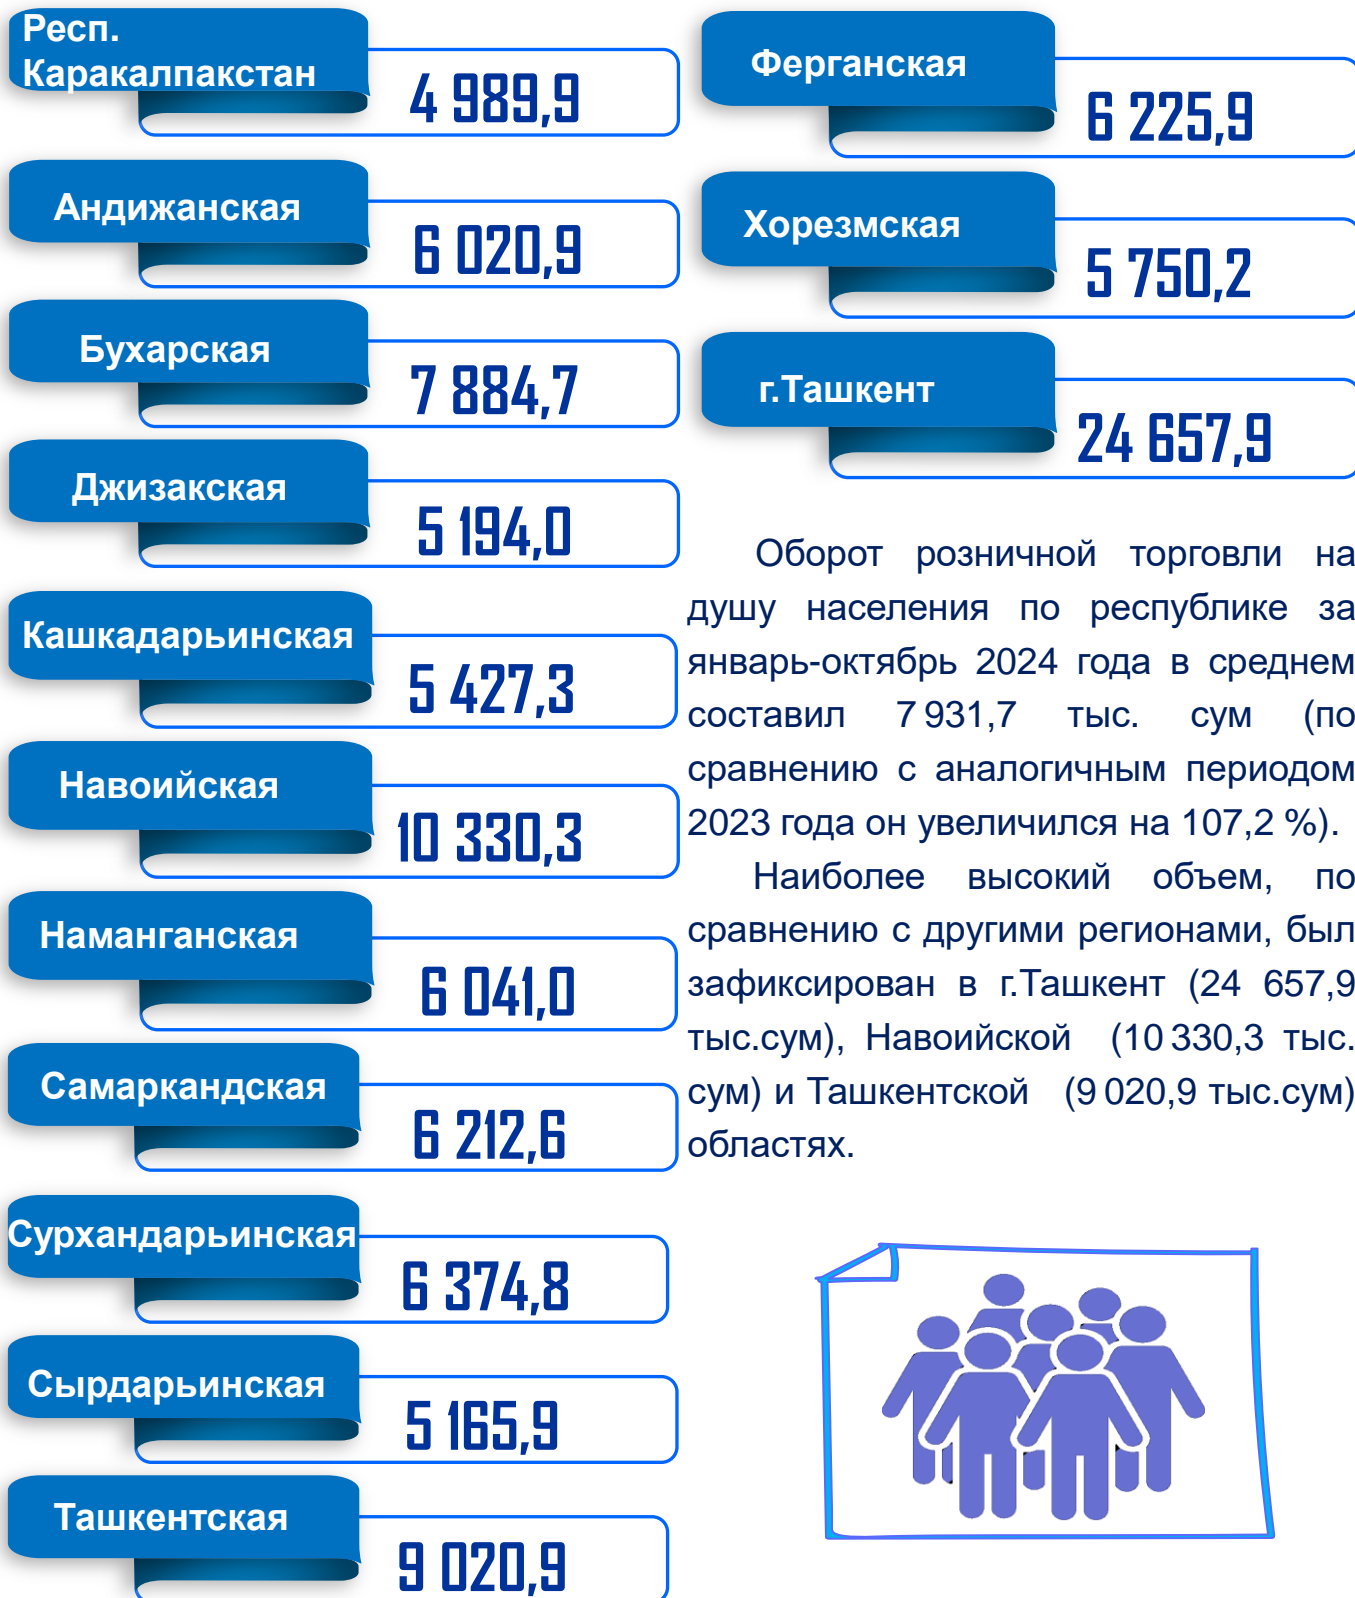 Респ.
Каракалпакстан
4 989,9
Андижанская
6 020,9
Бухарская
7 884,7
Джизакская
5 194,0
Кашкадарьинская
5 427,3
Навоийская
10 330,3
Наманганская
6 041,0
Самаркандская
6 212,6
Сурхандарьинская
6 374,8
Сырдарьинская
5 165,9
Ташкентская
9 020,9
Ферганская
6 225,9
Хорезмская
5 750,2
г.Ташкент
24 657,9
Оборот розничной торговли на
душу населения по республике за
январь-октябрь 2024 года в среднем
составил 7 931,7 тыс. сум (по
сравнению с аналогичным периодом
2023 года он увеличился на 107,2 %).
Наиболее высокий объем, по
сравнению с другими регионами, был
зафиксирован в г.Ташкент (24 657,9
тыс.сум), Навоийской (10 330,3 тыс.
сум) и Ташкентской (9 020,9 тыс.сум)
областях.